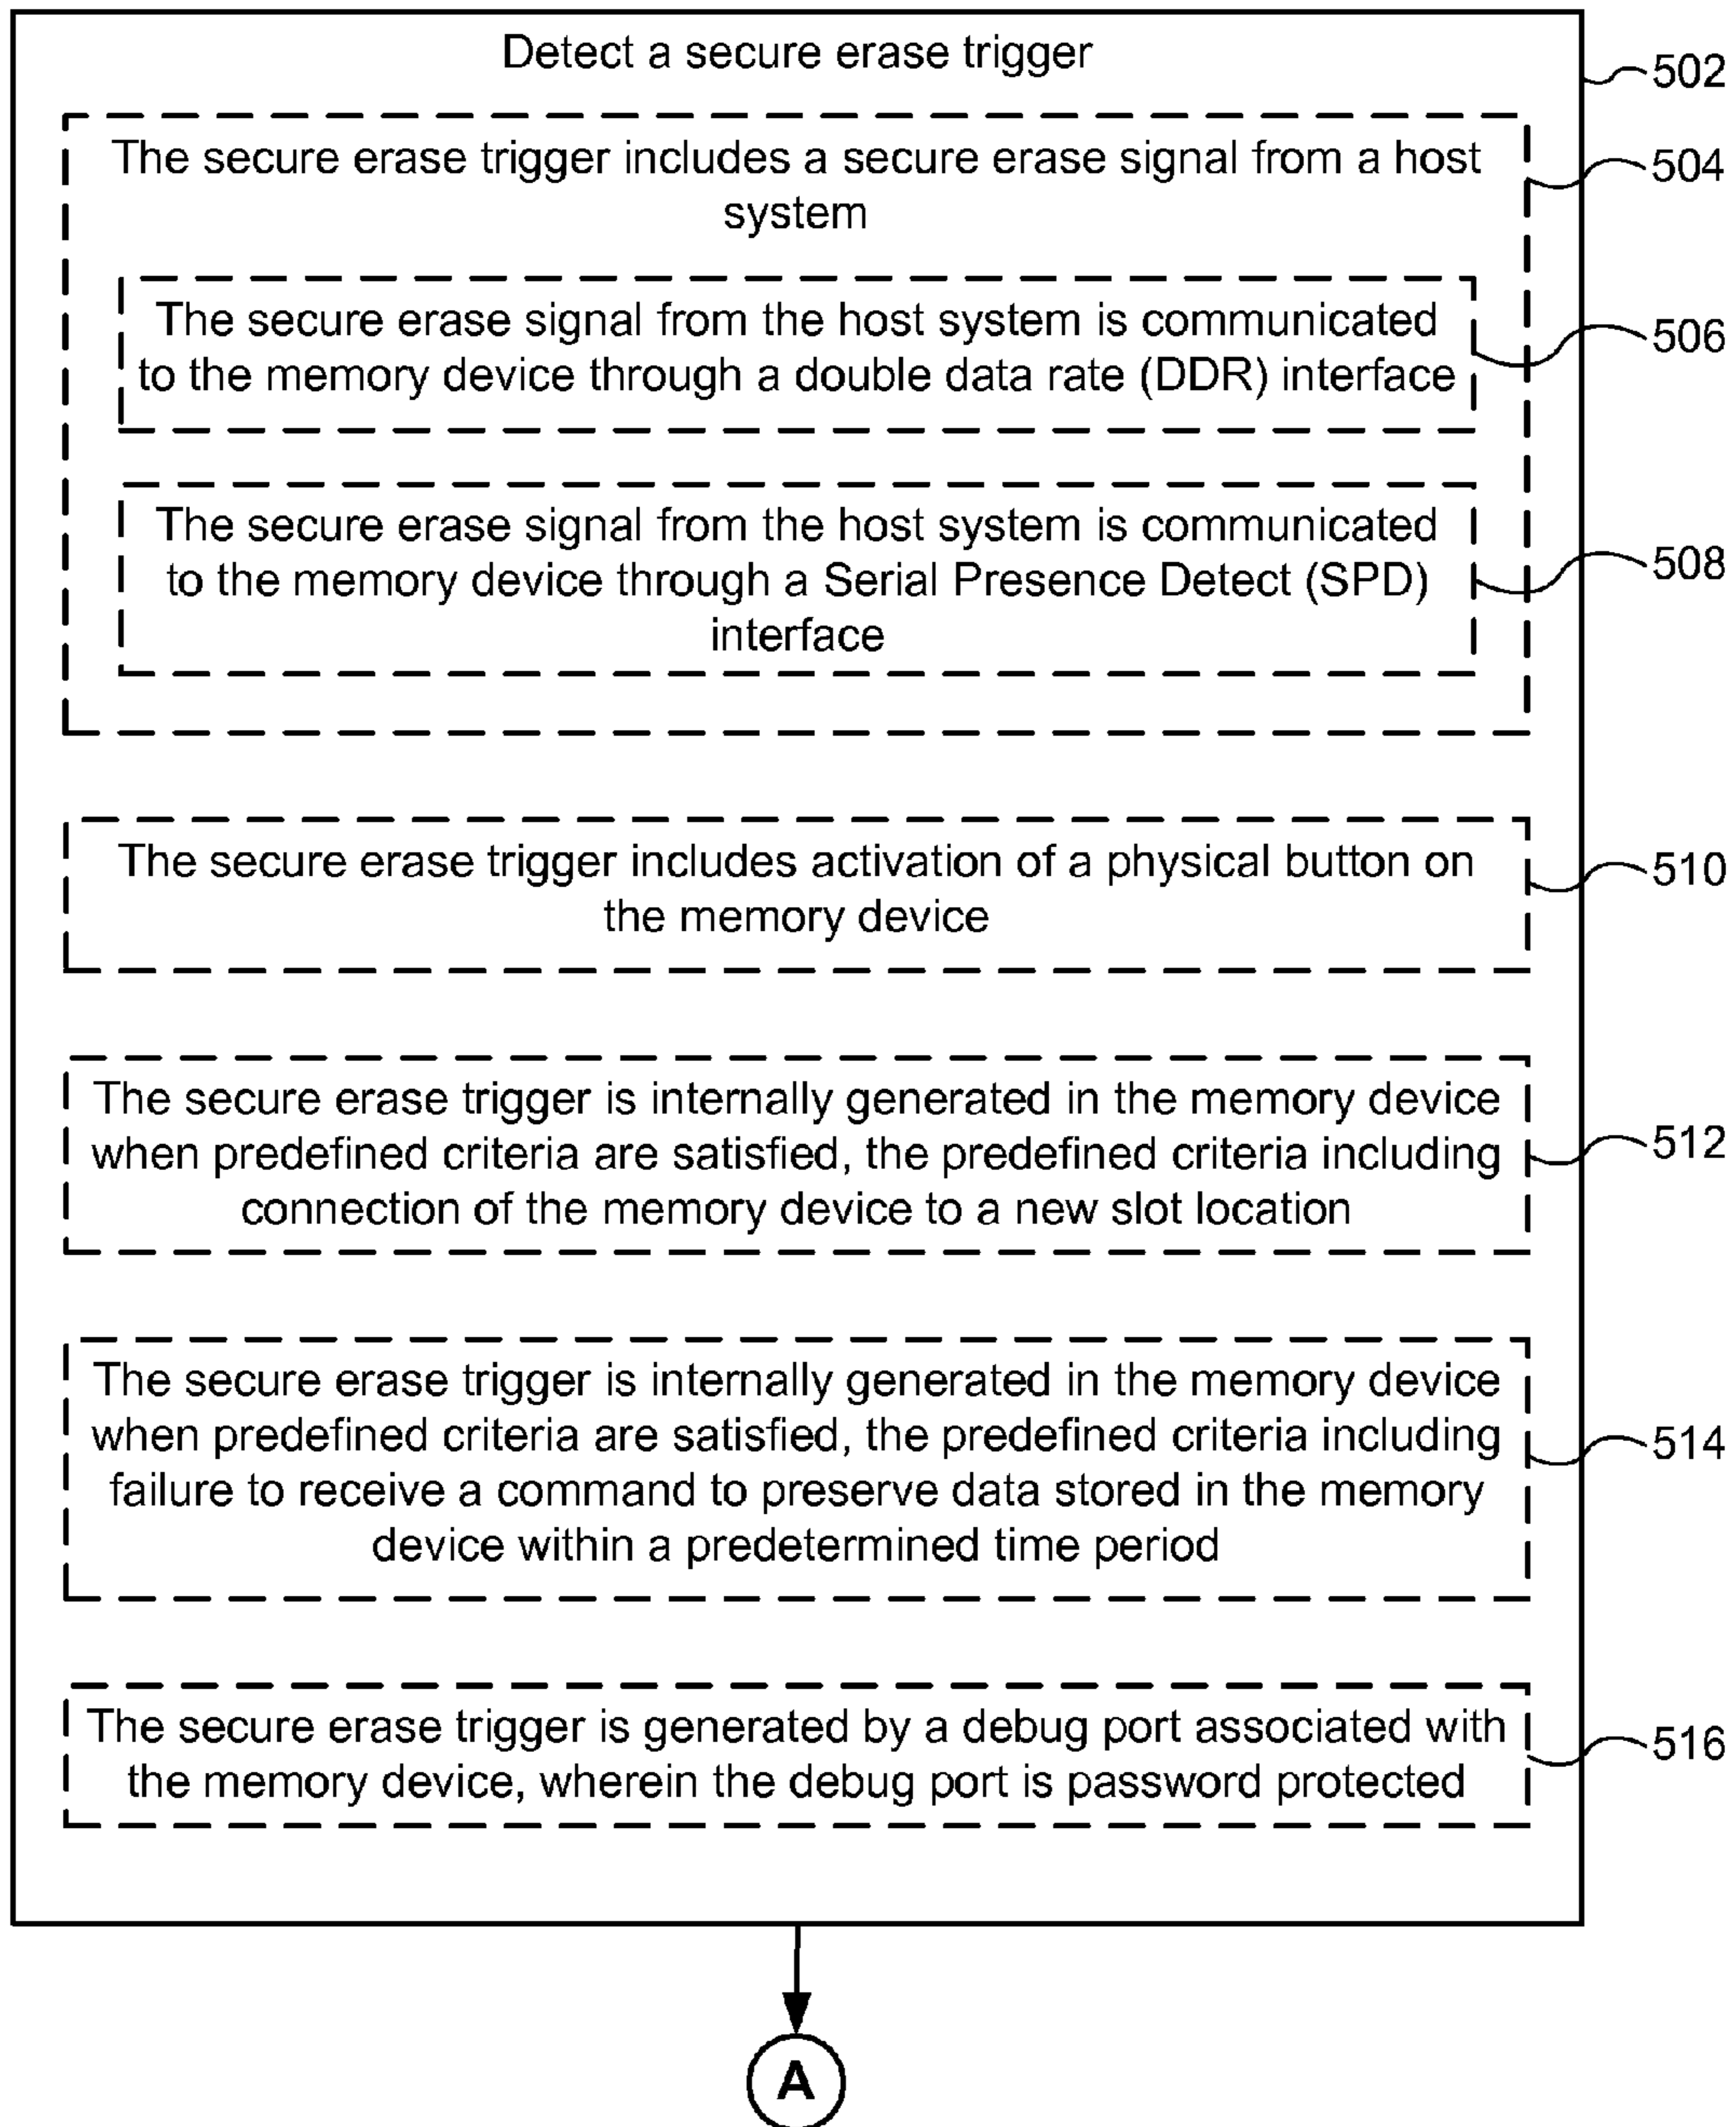 Detect a secure erase trigger
502
The secure erase trigger includes a secure erase signal from a host
system
504
The secure erase signal from the host system is communicated
to the memory device through a double data rate (DDR) interface
506
The secure erase signal from the host system is communicated
to the memory device through a Serial Presence Detect (SPD)
interface
508
The secure erase trigger includes activation of a physical button on
the memory device
510
The secure erase trigger is internally generated in the memory device
when predefined criteria are satisfied, the predefined criteria including
connection of the memory device to a new slot location
512
The secure erase trigger is internally generated in the memory device
when predefined criteria are satisfied, the predefined criteria including
failure to receive a command to preserve data stored in the memory
device within a predetermined time period
514
The secure erase trigger is generated by a debug port associated with
the memory device, wherein the debug port is password protected
516
A